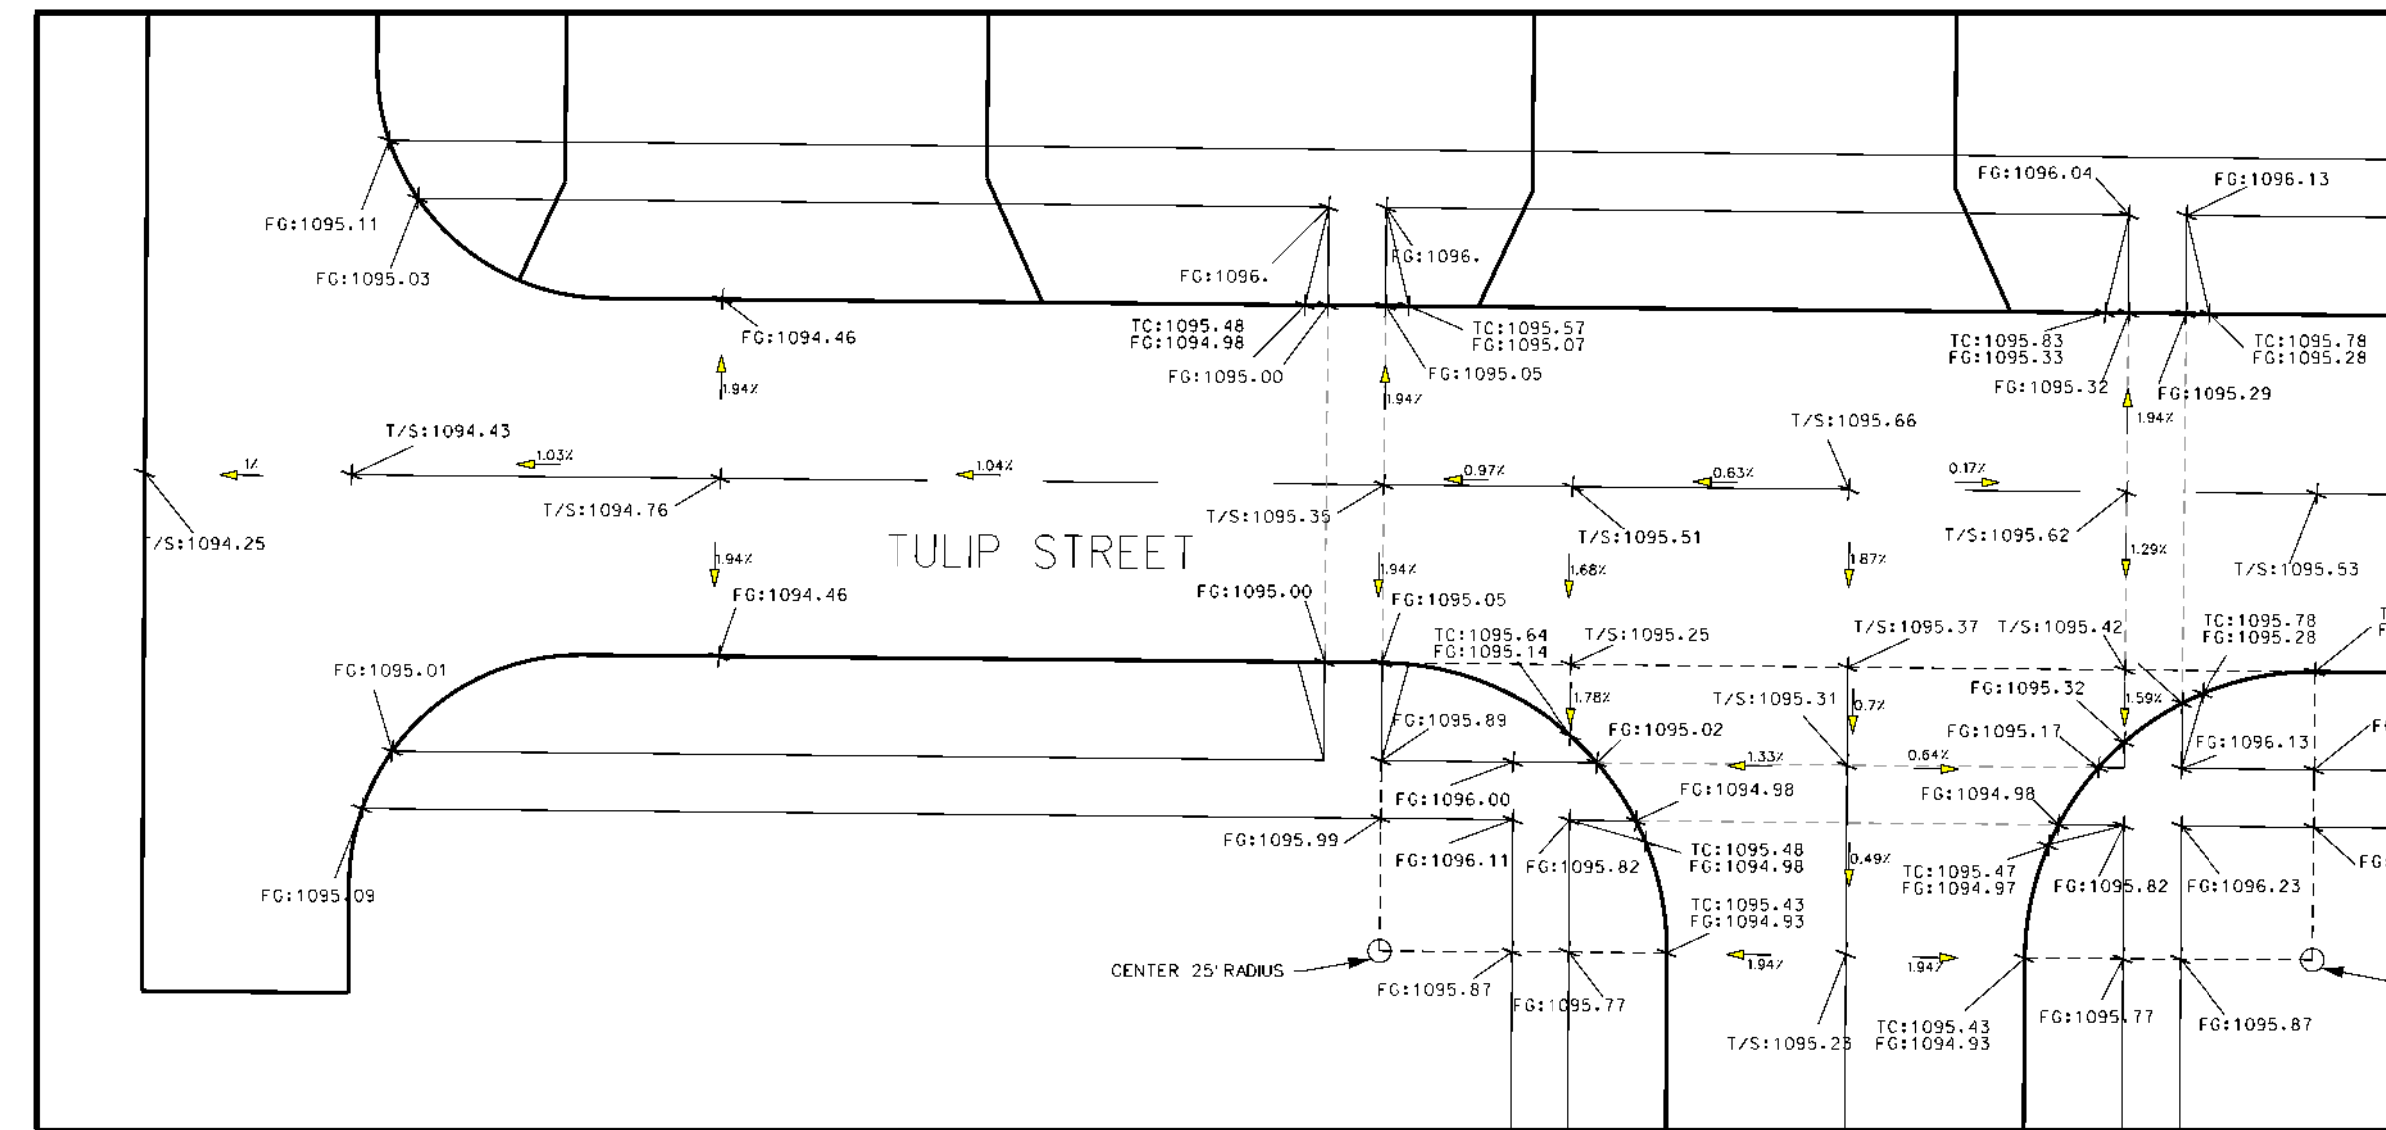 FG:1096.04
FG:1096.13
FG:1095.11
FG:1095.03
FG:1096.
FG:1096.
FG:1094.46
TC:1095.48
FG:1094.98
FG:1095.00
TC:1095.57
FG:1095.07
FG:1095.05
TC:1095.83
FG:1095.33
FG:1095.32
TC:1095.78
FG:1095.28
FG:1095.29
1.94%
1.94%
1.94%
T/S:1094.43
T/S:1095.66
1%
1.03%
1.04%
0.97%
0.63%
0.17%
T/S:1094.76
T/S:1095.35
T/S:1095.51
T/S:1095.62
T/S:1095.53
/S:1094.25
TULIP STREET
1.94%
1.94%
1.68%
1.87%
1.29%
FG:1094.46
FG:1095.00
FG:1095.05
TC:1095.64
FG:1095.14
T/S:1095.25
T/S:1095.37
T/S:1095.42
TC:1095.78
FG:1095.28
FG:1095.01
1.78%
T/S:1095.31
0.7%
FG:1095.32
1.59%
FG:1095.89
FG:1095.02
FG:1095.17
FG:1096.13
1.33%
0.64%
FG:1096.00
FG:1094.98
FG:1094.98
FG:1095.99
FG:1096.11
FG:1095.82
TC:1095.48
FG:1094.98
0.49%
TC:1095.47
FG:1094.97
FG:1095.82
FG:1096.23
FG:1095.09
TC:1095.43
FG:1094.93
CENTER 25' RADIUS
1.94%
1.94%
FG:1095.87
FG:1095.77
T/S:1095.23
TC:1095.43
FG:1094.93
FG:1095.77
FG:1095.87